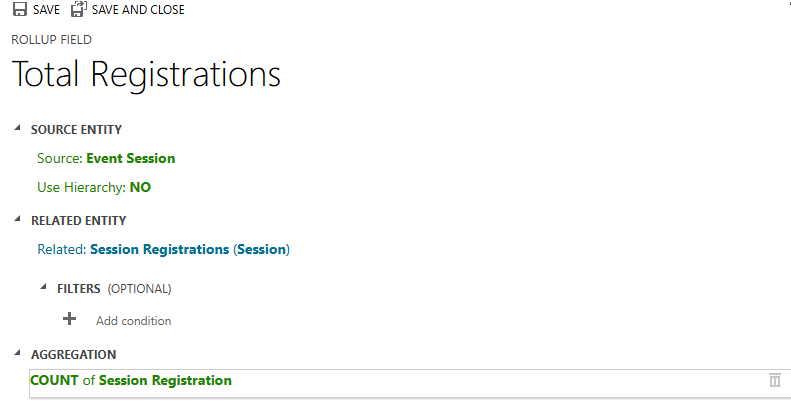 SAVE SAVE AND CLOSE
ROLLUP FIELD
Total Registrations
SOURCE ENTITY
Source: Event Session
Use Hierarchy: NO
RELATED ENTITY
Related: Session Registrations (Session)
FILTERS (OPTIONAL)
Add condition
AGGREGATION
COUNT of Session Registration